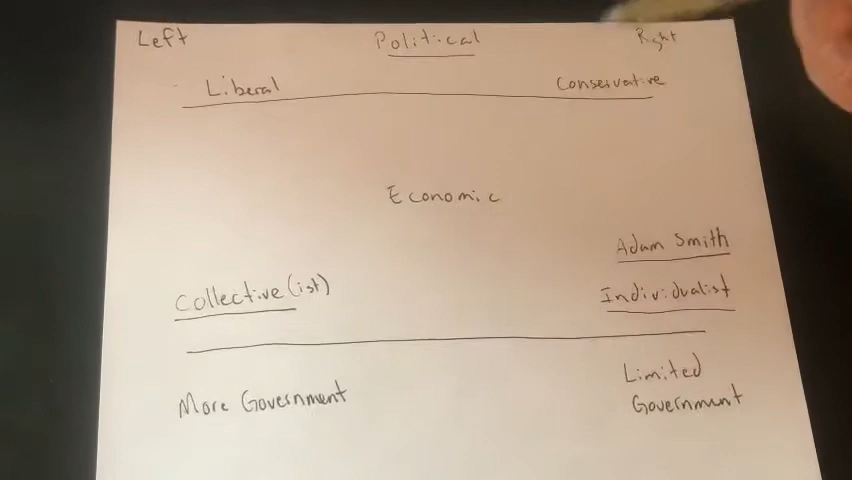 Left Political Right
Liberal Conservative
Economic
Adam Smith
Collective(ist) Individualist
More Government Limited Government